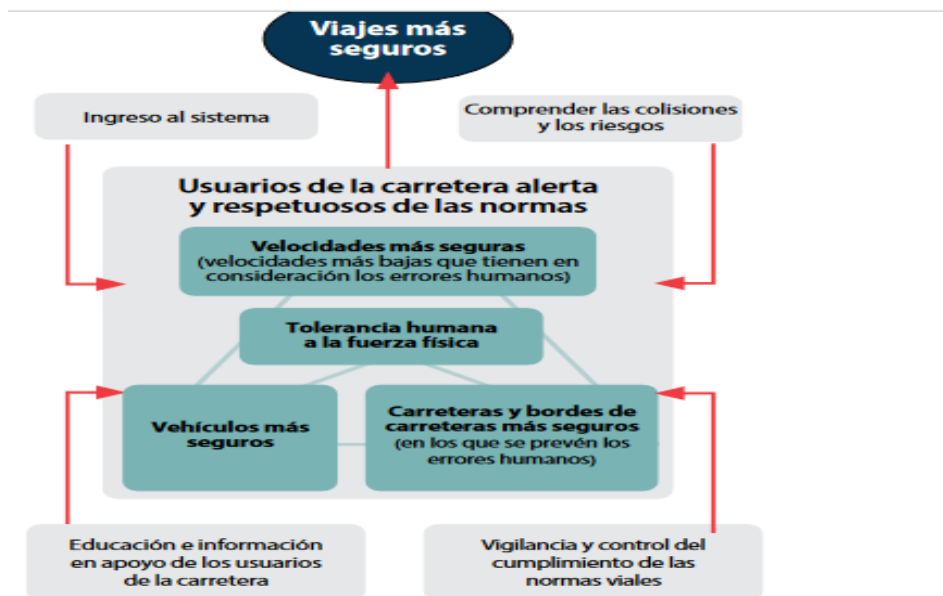 Viajes más
seguros
Ingreso al sistema
Comprender las colisiones
y los riesgos
Usuarios de la carretera alerta
y respetuosos de las normas
Velocidades más seguras
(velocidades más bajas que tienen en
consideración los errores humanos)
Tolerancia humana
a la fuerza física
Vehículos más
seguros
Carreteras y bordes de
carreteras más seguros
(en los que se prevén los
errores humanos)
Educación e información
en apoyo de los usuarios
de la carretera
Vigilancia y control del
cumplimiento de las
normas viales